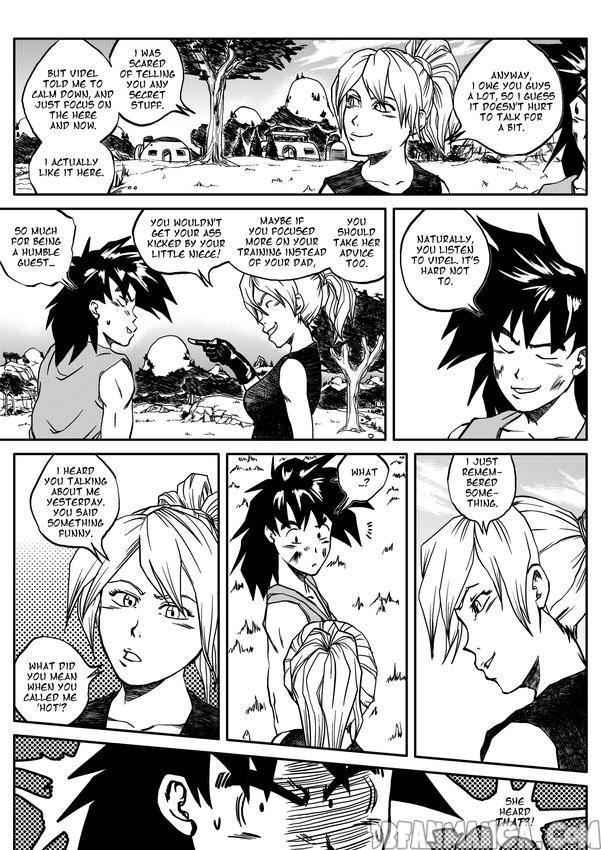 ANYWAY,
I OWE YOU GUYS
A LOT, SO I GUESS
IT DOESN'T HURT
TO TALK FOR
A BIT.
I WAS
SCARED
OF TELLING
YOU ANY
SECRET
STUFF.
BUT VIDEL
TOLD ME TO
CALM DOWN, AND
JUST FOCUS ON
THE HERE
AND NOW.
I ACTUALLY
LIKE IT HERE.
NATURALLY,
YOU LISTEN
TO VIDEL. IT'S
HARD NOT
TO.
YOU
SHOULD
TAKE HER
ADVICE
TOO.
MAYBE IF
YOU FOCUSED
MORE ON YOUR
TRAINING INSTEAD
OF YOUR DAD,
YOU WOULDN'T
GET YOUR ASS
KICKED BY YOUR
LITTLE NIECE!
SO MUCH
FOR BEING
A HUMBLE
GUEST...
I JUST
REMEM-
BERED
SOME-
THING.
WHAT
...?
I HEARD
YOU TALKING
ABOUT ME
YESTERDAY.
YOU SAID
SOMETHING
FUNNY.
WHAT DID
YOU MEAN
WHEN YOU
CALLED ME
'HOT'?
SHE
HEARD
THAT?!
DBFANMANGA.COM